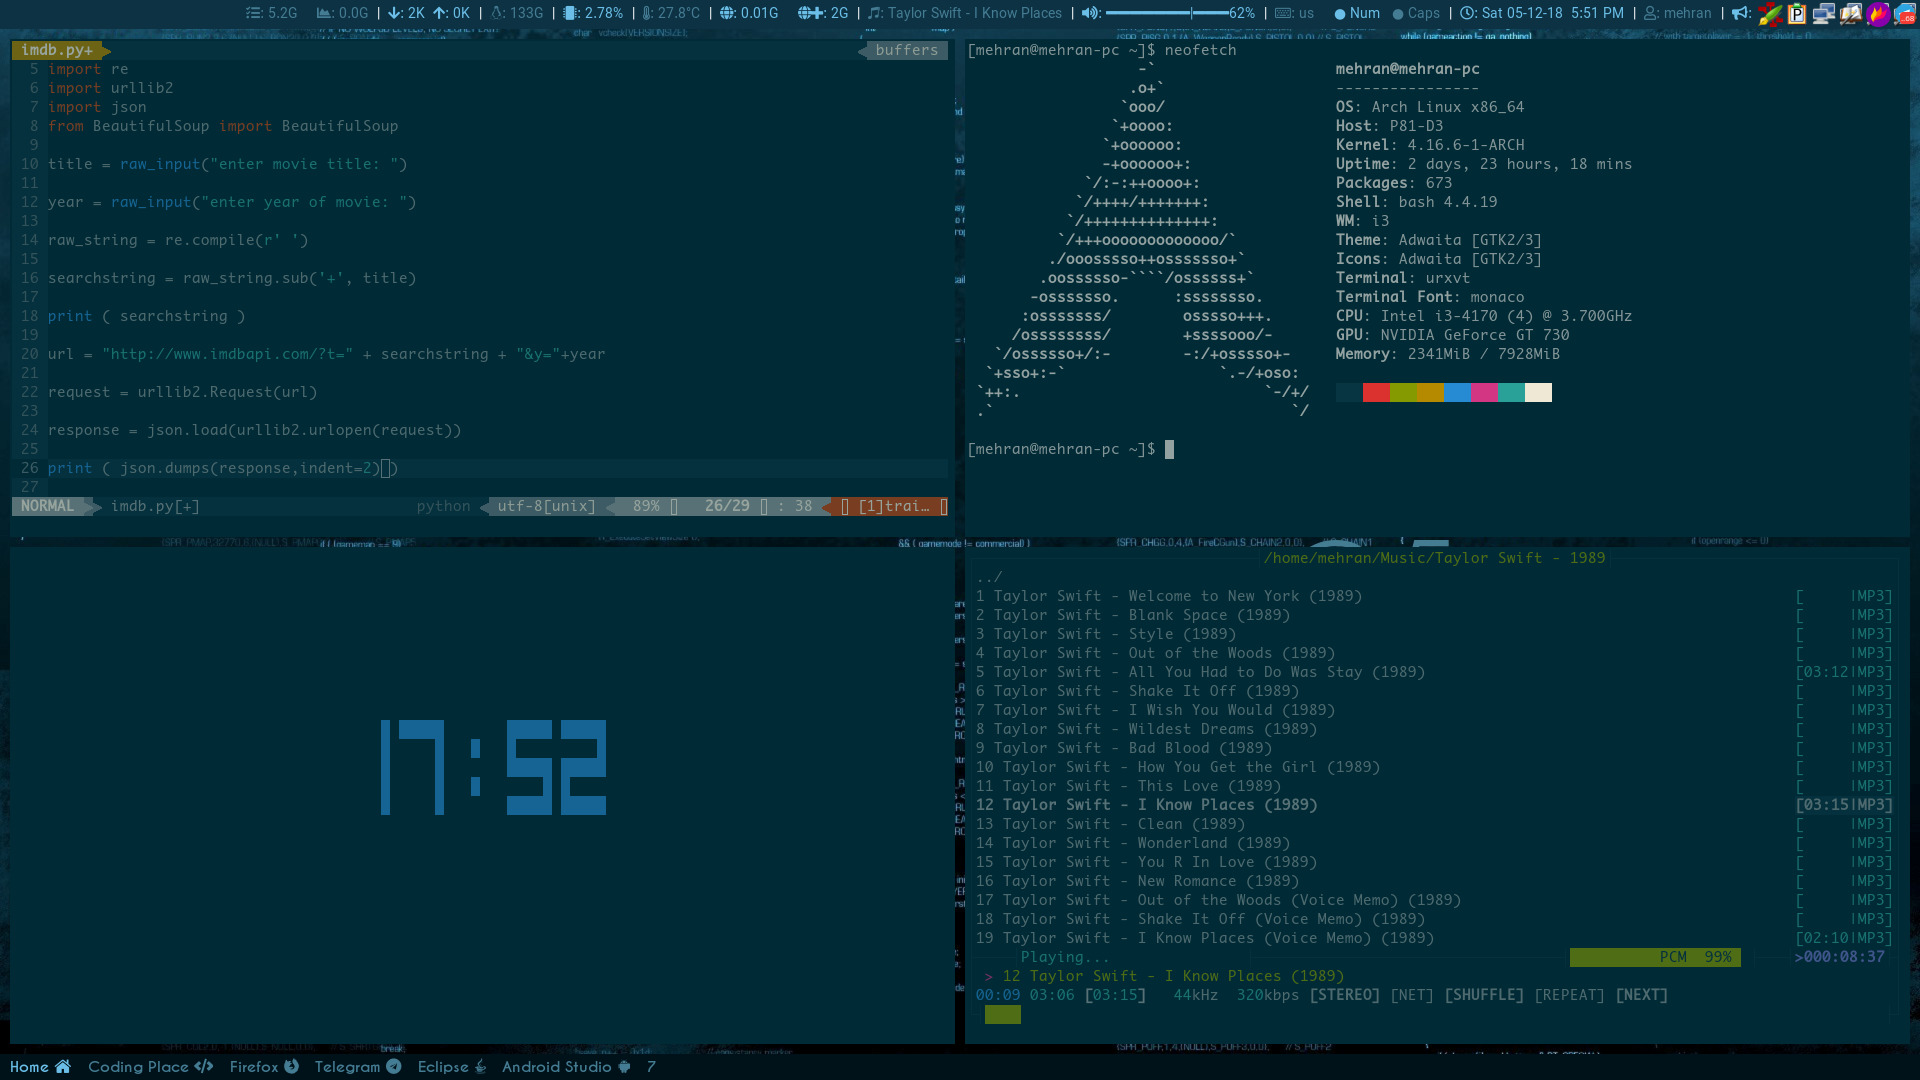 5.2G 0.0G | 2K 0K | 133G | 2.78% | 27.8°C | 0.01G 2G | Taylor Swift - I Know Places | 62% | us Num Caps | Sat 05-12-18 5:51 PM | mehran |
imdb.py+ buffers
5 import re
6 import urllib2
7 import json
8 from BeautifulSoup import BeautifulSoup
9
10 title = raw_input("enter movie title: ")
11
12 year = raw_input("enter year of movie: ")
13
14 raw_string = re.compile(r' ')
15
16 searchstring = raw_string.sub('+', title)
17
18 print ( searchstring )
19
20 url = "http://www.imdbapi.com/?t=" + searchstring + "&y="+year
21
22 request = urllib2.Request(url)
23
24 response = json.load(urllib2.urlopen(request))
25
26 print ( json.dumps(response,indent=2) )
27
NORMAL imdb.py[+] python utf-8[unix] 89% 26/29 : 38 [1]trai…
[mehran@mehran-pc ~]$ neofetch
-`
.o+`
`ooo/
`+oooo:
`+oooooo:
-+oooooo+:
`/:-:++oooo+:
`/++++/+++++++:
`/++++++++++++++:
`/+++ooooooooooooo/`
./ooosssso++osssssso+`
.oossssso-````/ossssss+`
-osssssso. :ssssssso.
:osssssss/ osssso+++.
/ossssssss/ +ssssooo/-
`/ossssso+/:- -:/+osssso+-
`+sso+:-` `.-/+oso:
`++:. `-/+/
.` `/
mehran@mehran-pc
----------------
OS: Arch Linux x86_64
Host: P81-D3
Kernel: 4.16.6-1-ARCH
Uptime: 2 days, 23 hours, 18 mins
Packages: 673
Shell: bash 4.4.19
WM: i3
Theme: Adwaita [GTK2/3]
Icons: Adwaita [GTK2/3]
Terminal: urxvt
Terminal Font: monaco
CPU: Intel i3-4170 (4) @ 3.700GHz
GPU: NVIDIA GeForce GT 730
Memory: 2341MiB / 7928MiB
[mehran@mehran-pc ~]$
17:52
/home/mehran/Music/Taylor Swift - 1989
../
1 Taylor Swift - Welcome to New York (1989) [ |MP3]
2 Taylor Swift - Blank Space (1989) [ |MP3]
3 Taylor Swift - Style (1989) [ |MP3]
4 Taylor Swift - Out of the Woods (1989) [ |MP3]
5 Taylor Swift - All You Had to Do Was Stay (1989) [03:12|MP3]
6 Taylor Swift - Shake It Off (1989) [ |MP3]
7 Taylor Swift - I Wish You Would (1989) [ |MP3]
8 Taylor Swift - Wildest Dreams (1989) [ |MP3]
9 Taylor Swift - Bad Blood (1989) [ |MP3]
10 Taylor Swift - How You Get the Girl (1989) [ |MP3]
11 Taylor Swift - This Love (1989) [ |MP3]
12 Taylor Swift - I Know Places (1989) [03:15|MP3]
13 Taylor Swift - Clean (1989) [ |MP3]
14 Taylor Swift - Wonderland (1989) [ |MP3]
15 Taylor Swift - You R In Love (1989) [ |MP3]
16 Taylor Swift - New Romance (1989) [ |MP3]
17 Taylor Swift - Out of the Woods (Voice Memo) (1989) [ |MP3]
18 Taylor Swift - Shake It Off (Voice Memo) (1989) [ |MP3]
19 Taylor Swift - I Know Places (Voice Memo) (1989) [02:10|MP3]
Playing... PCM 99% >000:08:37
> 12 Taylor Swift - I Know Places (1989)
00:09 03:06 [03:15] 44kHz 320kbps [STEREO] [NET] [SHUFFLE] [REPEAT] [NEXT]
Home Coding Place Firefox Telegram Eclipse Android Studio 7